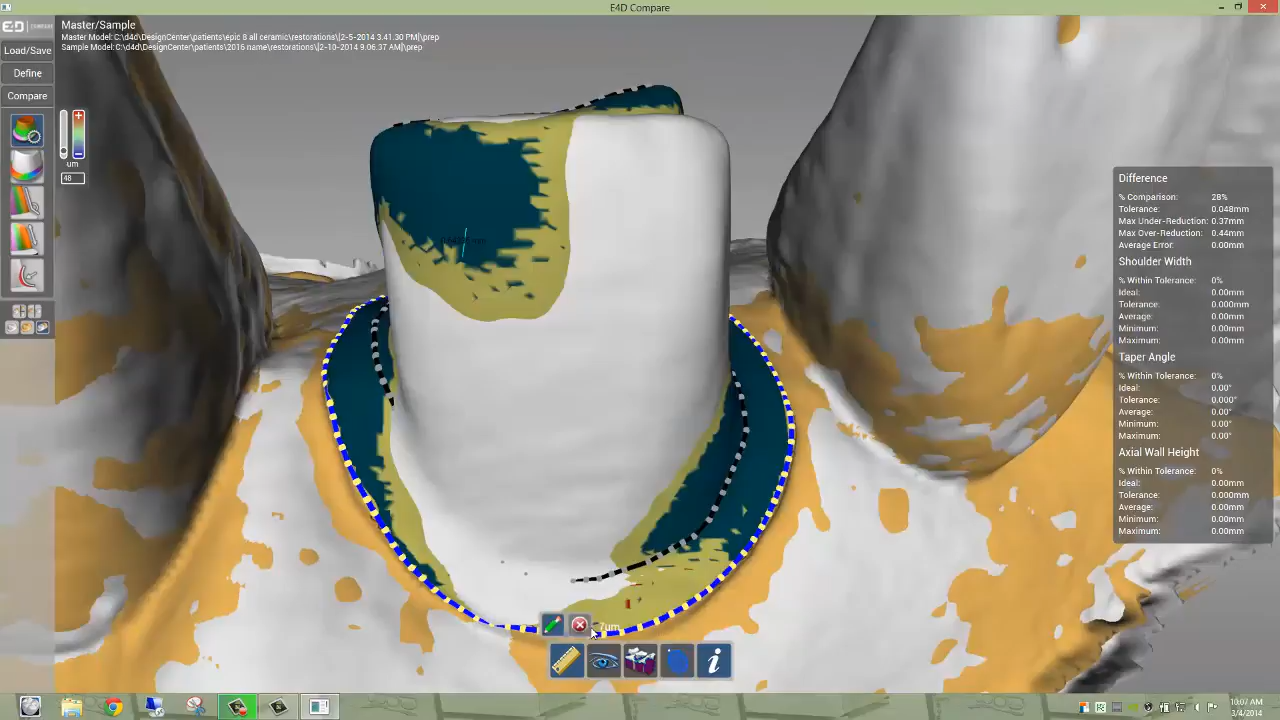 E4D Compare
E4D COMPARE
Master/Sample
Master Model:C:\d4d\DesignCenter\patients\epic 8 all ceramic\restorations\|2-5-2014 3.41.30 PM|\prep
Sample Model:C:\d4d\DesignCenter\patients\2016 name\restorations\|2-10-2014 9.06.37 AM|\prep
Load/Save
Define
Compare
um
48
Difference
% Comparison: 28%
Tolerance: 0.048mm
Max Under-Reduction: 0.37mm
Max Over-Reduction: 0.44mm
Average Error: 0.00mm
Shoulder Width
% Within Tolerance: 0%
Ideal: 0.00mm
Tolerance: 0.000mm
Average: 0.00mm
Minimum: 0.00mm
Maximum: 0.00mm
Taper Angle
% Within Tolerance: 0%
Ideal: 0.00°
Tolerance: 0.000°
Average: 0.00°
Minimum: 0.00°
Maximum: 0.00°
Axial Wall Height
% Within Tolerance: 0%
Ideal: 0.00mm
Tolerance: 0.000mm
Average: 0.00mm
Minimum: 0.00mm
Maximum: 0.00mm
7um
10:07 AM
3/4/2014